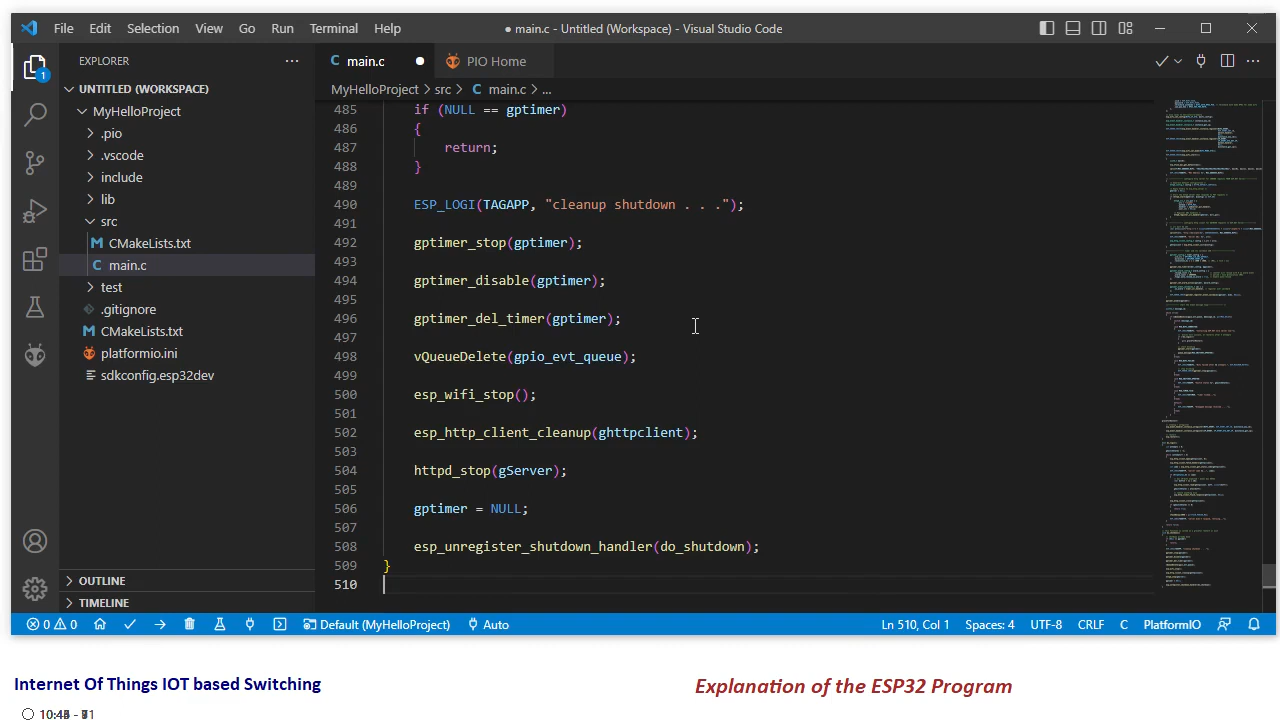 File Edit Selection View Go Run Terminal Help
● main.c - Untitled (Workspace) - Visual Studio Code
EXPLORER
1
UNTITLED (WORKSPACE)
MyHelloProject
.pio
.vscode
include
lib
src
CMakeLists.txt
C main.c
test
.gitignore
CMakeLists.txt
platformio.ini
sdkconfig.esp32dev
OUTLINE
TIMELINE
C main.c ●
PIO Home
MyHelloProject > src > C main.c > ...
485 if (NULL == gptimer)
486 {
487 return;
488 }
489
490 ESP_LOGI(TAGAPP, "cleanup shutdown . . .");
491
492 gptimer_stop(gptimer);
493
494 gptimer_disable(gptimer);
495
496 gptimer_del_timer(gptimer);
497
498 vQueueDelete(gpio_evt_queue);
499
500 esp_wifi_stop();
501
502 esp_http_client_cleanup(ghttpclient);
503
504 httpd_stop(gserver);
505
506 gptimer = NULL;
507
508 esp_unregister_shutdown_handler(do_shutdown);
509 }
510
0 0 Default (MyHelloProject) Auto Ln 510, Col 1 Spaces: 4 UTF-8 CRLF C PlatformIO
Internet Of Things IOT based Switching
Explanation of the ESP32 Program